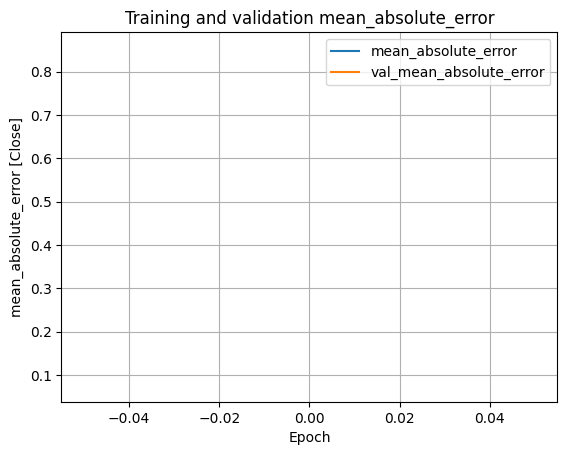 Training and validation mean_absolute_error
mean_absolute_error
val_mean_absolute_error
mean_absolute_error [Close]
0.8
0.7
0.6
0.5
0.4
0.3
0.2
0.1
−0.04
−0.02
0.00
0.02
0.04
Epoch